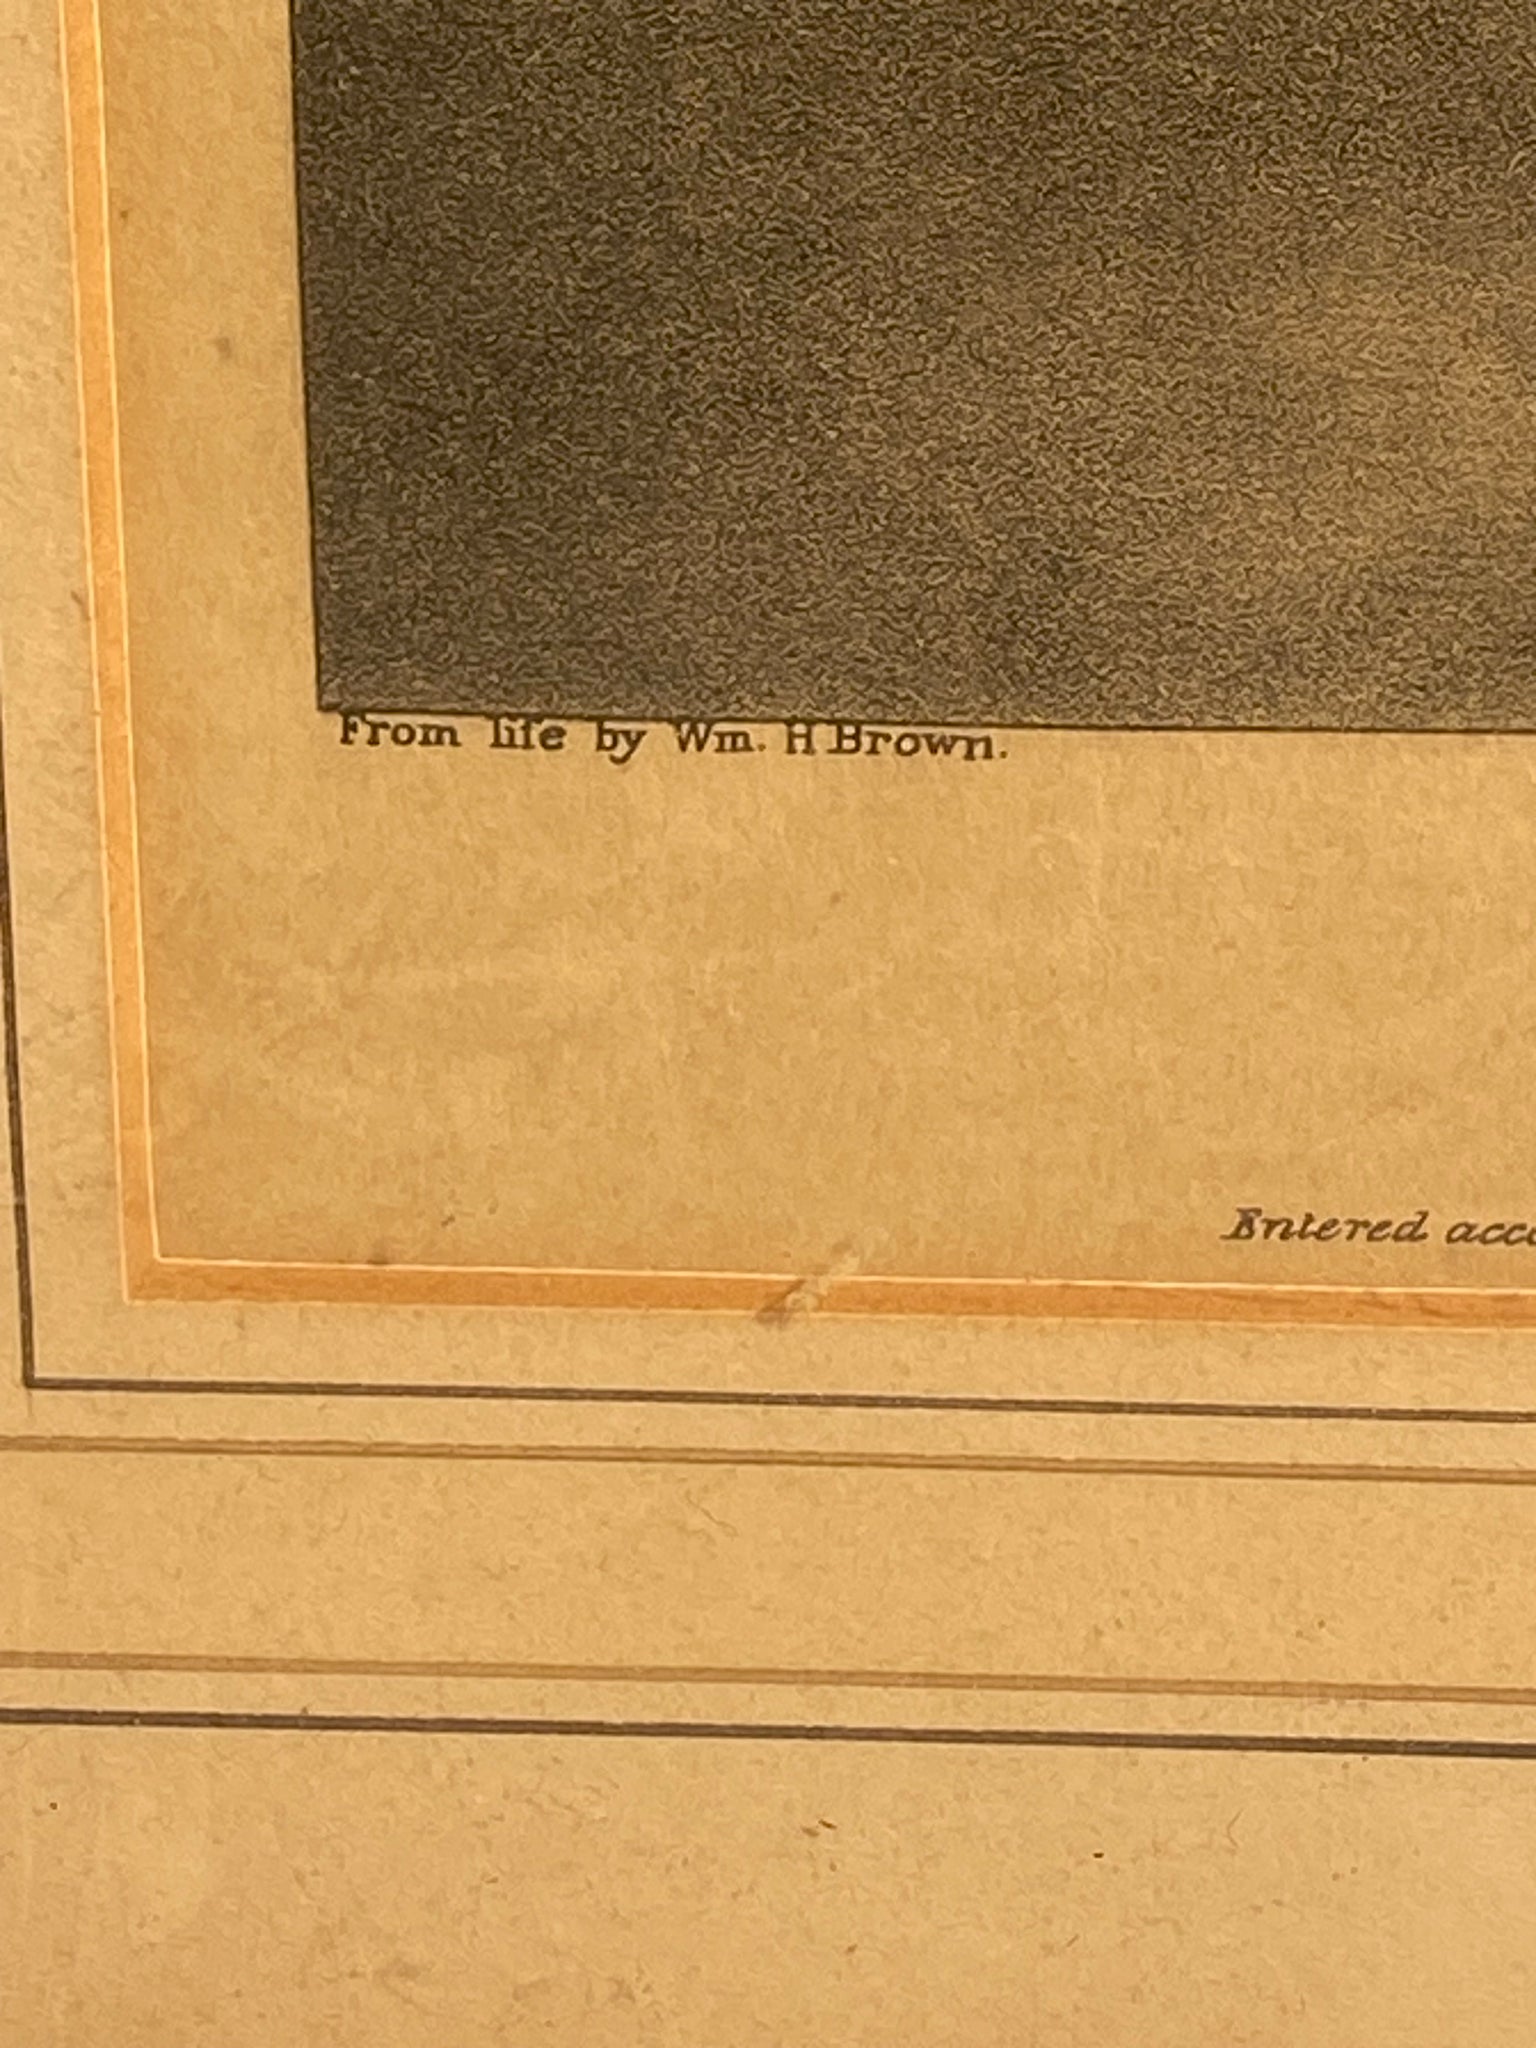 From life by Wm. H Brown.
Entered